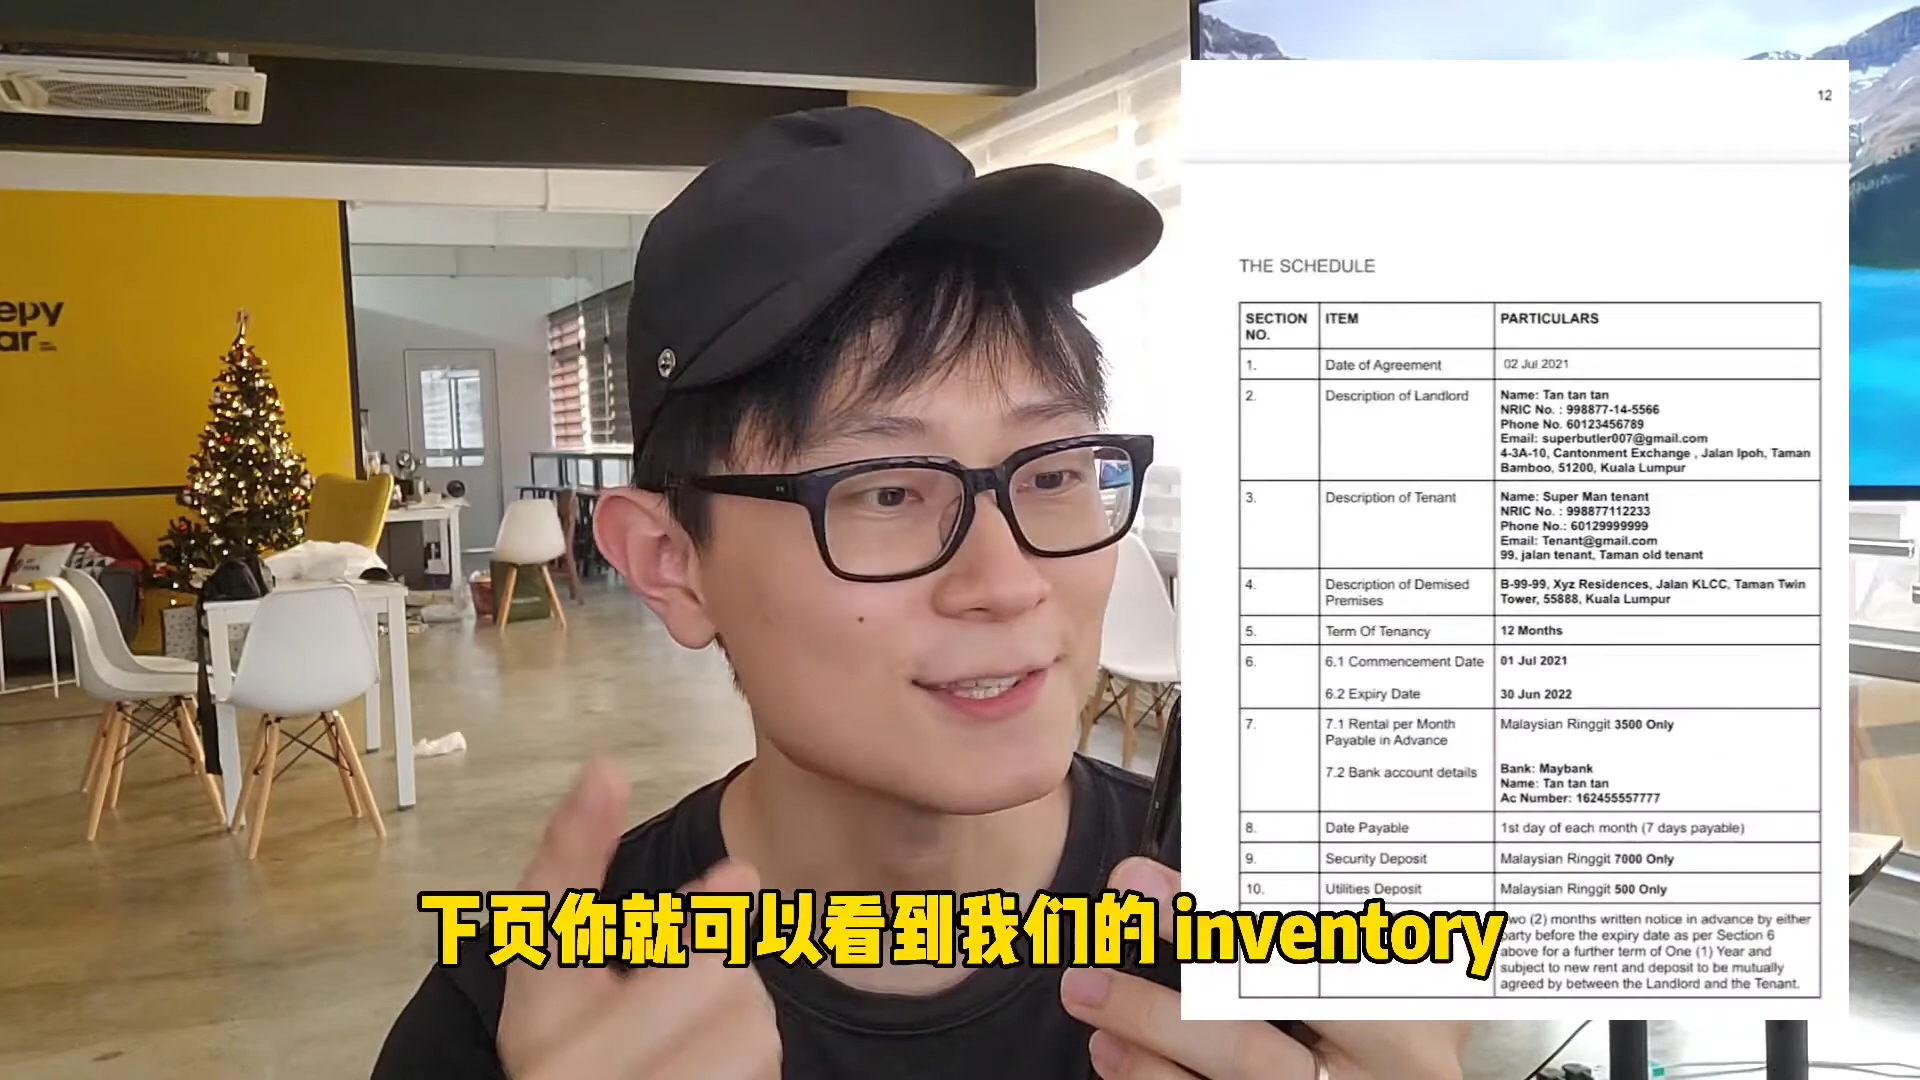 epy
ar
12
THE SCHEDULE
SECTION NO. ITEM PARTICULARS
1. Date of Agreement 02 Jul 2021
2. Description of Landlord Name: Tan tan tan
NRIC No. : 998877-14-5566
Phone No. 60123456789
Email: superbutler007@gmail.com
4-3A-10, Cantonment Exchange , Jalan Ipoh, Taman
Bamboo, 51200, Kuala Lumpur
3. Description of Tenant Name: Super Man tenant
NRIC No. : 998877112233
Phone No.: 60129999999
Email: Tenant@gmail.com
99, jalan tenant, Taman old tenant
4. Description of Demised Premises B-99-99, Xyz Residences, Jalan KLCC, Taman Twin
Tower, 55888, Kuala Lumpur
5. Term Of Tenancy 12 Months
6. 6.1 Commencement Date 01 Jul 2021
6.2 Expiry Date 30 Jun 2022
7. 7.1 Rental per Month Payable in Advance Malaysian Ringgit 3500 Only
7.2 Bank account details Bank: Maybank
Name: Tan tan tan
Ac Number: 162455557777
8. Date Payable 1st day of each month (7 days payable)
9. Security Deposit Malaysian Ringgit 7000 Only
10. Utilities Deposit Malaysian Ringgit 500 Only
(2) months written notice in advance by either
party before the expiry date as per Section 6
above for a further term of One (1) Year and
subject to new rent and deposit to be mutually
agreed by between the Landlord and the Tenant.
下页你就可以看到我们的 inventory